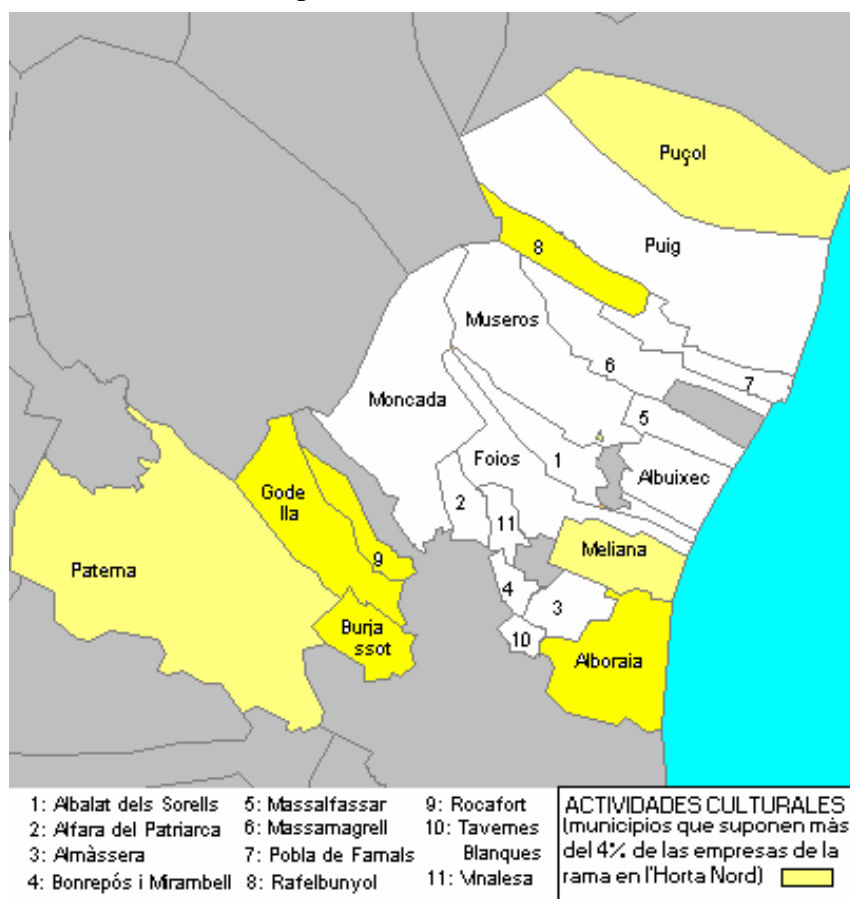 Puçol
8
Puig
Museros
6
7
Moncada
5
Foios
1
Albuixec
Gode
lla
2
11
9
Meliana
Paterna
4
3
Burja
ssot
10
Alboraia
1: Albalat dels Sorells
2: Alfara del Patriarca
3: Almàssera
4: Bonrepós i Mirambell
5: Massalfassar
6: Massamagrell
7: Pobla de Farnals
8: Rafelbunyol
9: Rocafort
10: Tavernes
Blanques
11: Vinalesa
ACTIVIDADES CULTURALES
(municipios que suponen más
del 4% de las empresas de la
rama en l'Horta Nord)